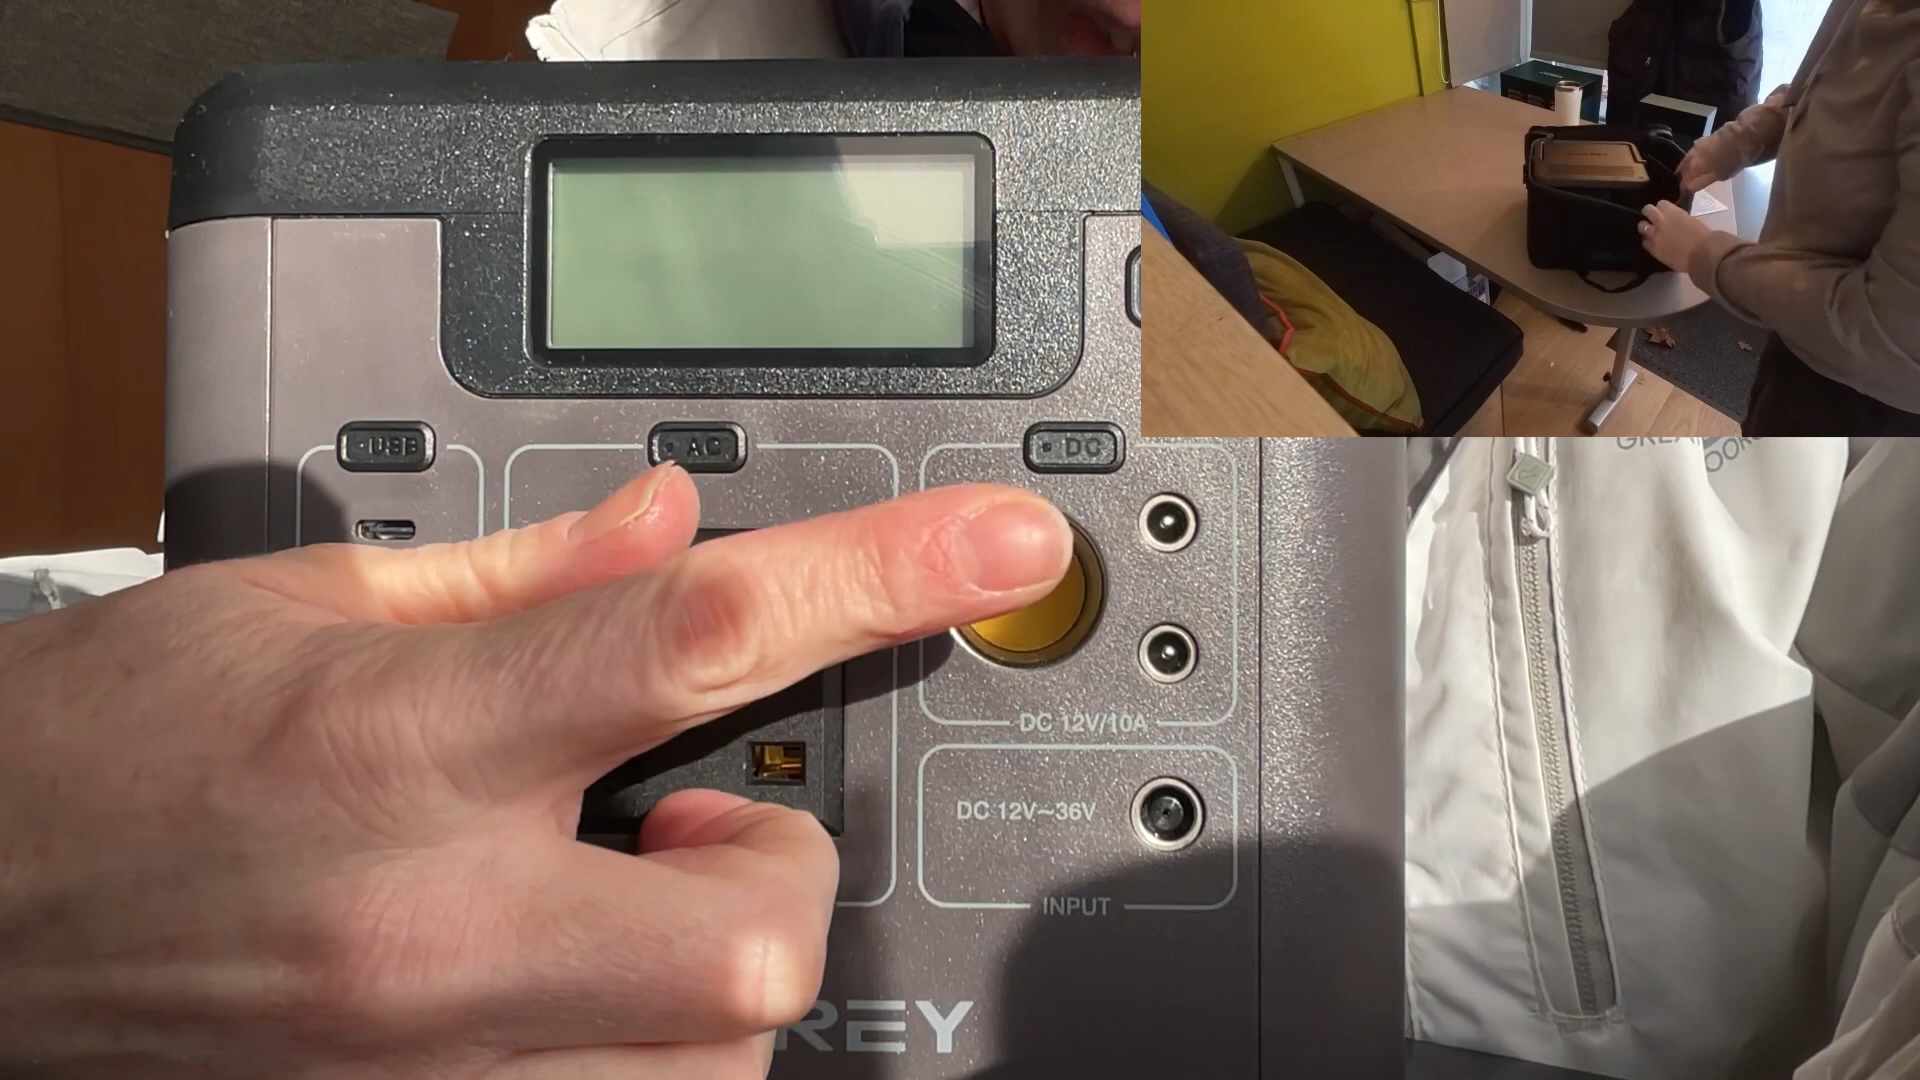 USB
AC
DC
DC 12V/10A
DC 12V~36V
INPUT
REY